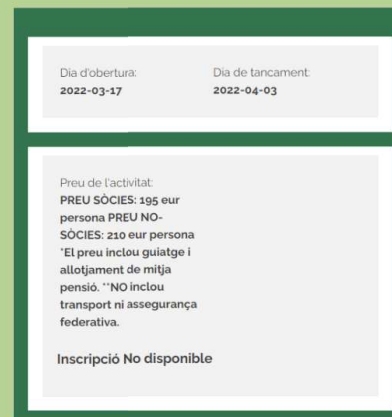 Dia d'obertura:
2022-03-17
Dia de tancament:
2022-04-03
Preu de l'activitat:
PREU SÒCIES: 195 eur
persona PREU NO-
SÒCIES: 210 eur persona
*El preu inclou guiatge i
allotjament de mitja
pensió. **NO inclou
transport ni assegurança
federativa.
Inscripció No disponible